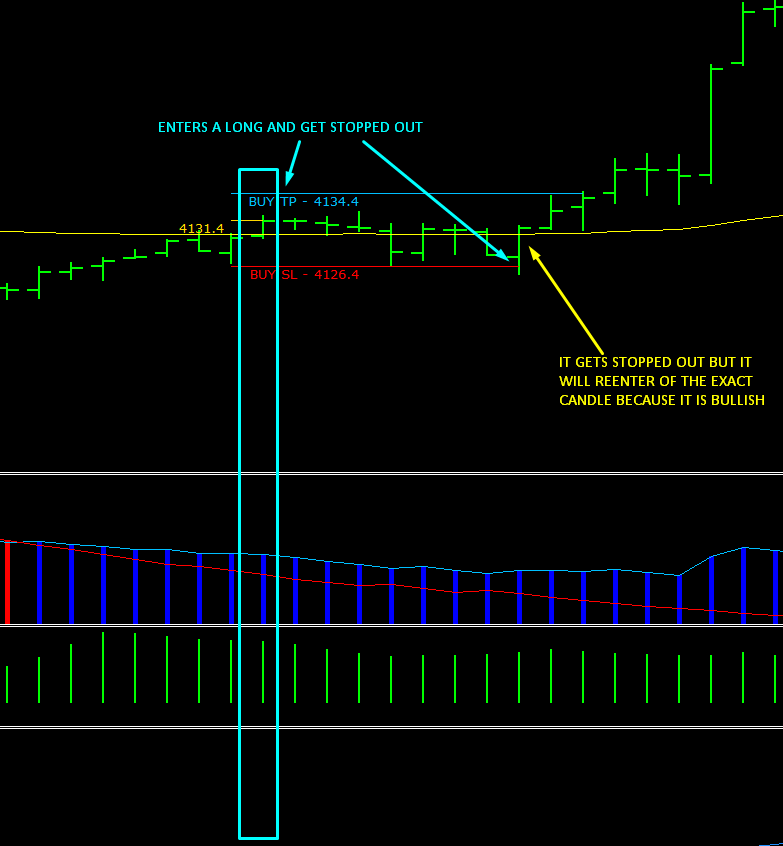 ENTERS A LONG AND GET STOPPED OUT
BUY TP - 4134.4
4131.4
BUY SL - 4126.4
IT GETS STOPPED OUT BUT IT
WILL REENTER OF THE EXACT
CANDLE BECAUSE IT IS BULLISH